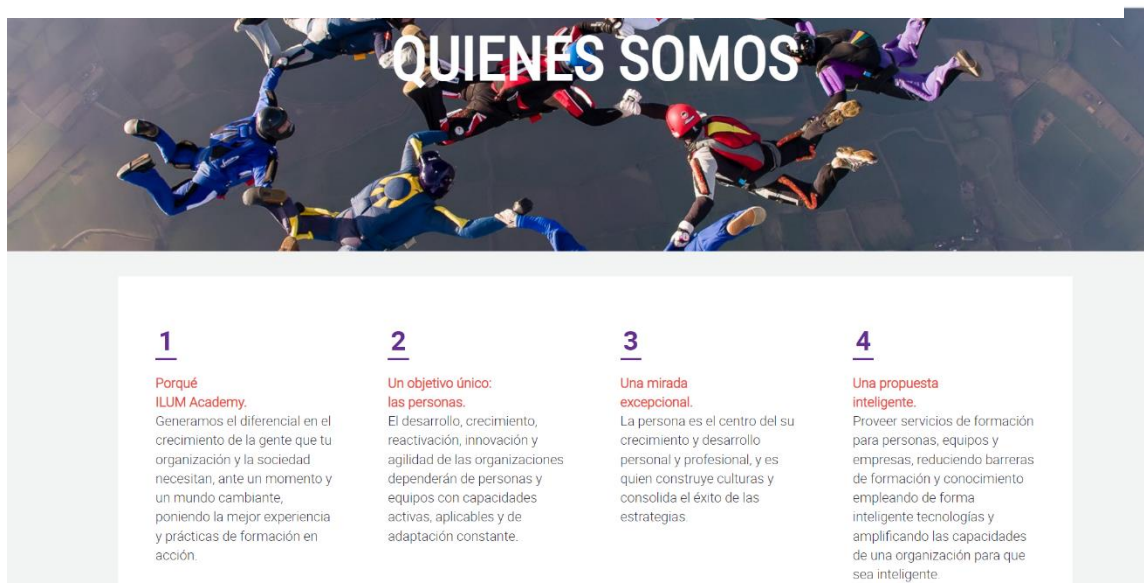 QUIENES SOMOS
1
Porqué
ILUM Academy.
Generamos el diferencial en el
crecimiento de la gente que tu
organización y la sociedad
necesitan, ante un momento y
un mundo cambiante,
poniendo la mejor experiencia
y prácticas de formación en
acción.
2
Un objetivo único:
las personas.
El desarrollo, crecimiento,
reactivación, innovación y
agilidad de las organizaciones
dependerán de personas y
equipos con capacidades
activas, aplicables y de
adaptación constante.
3
Una mirada
excepcional.
La persona es el centro del su
crecimiento y desarrollo
personal y profesional, y es
quien construye culturas y
consolida el éxito de las
estrategias.
4
Una propuesta
inteligente.
Proveer servicios de formación
para personas, equipos y
empresas, reduciendo barreras
de formación y conocimiento
empleando de forma
inteligente tecnologías y
amplificando las capacidades
de una organización para que
sea inteligente.